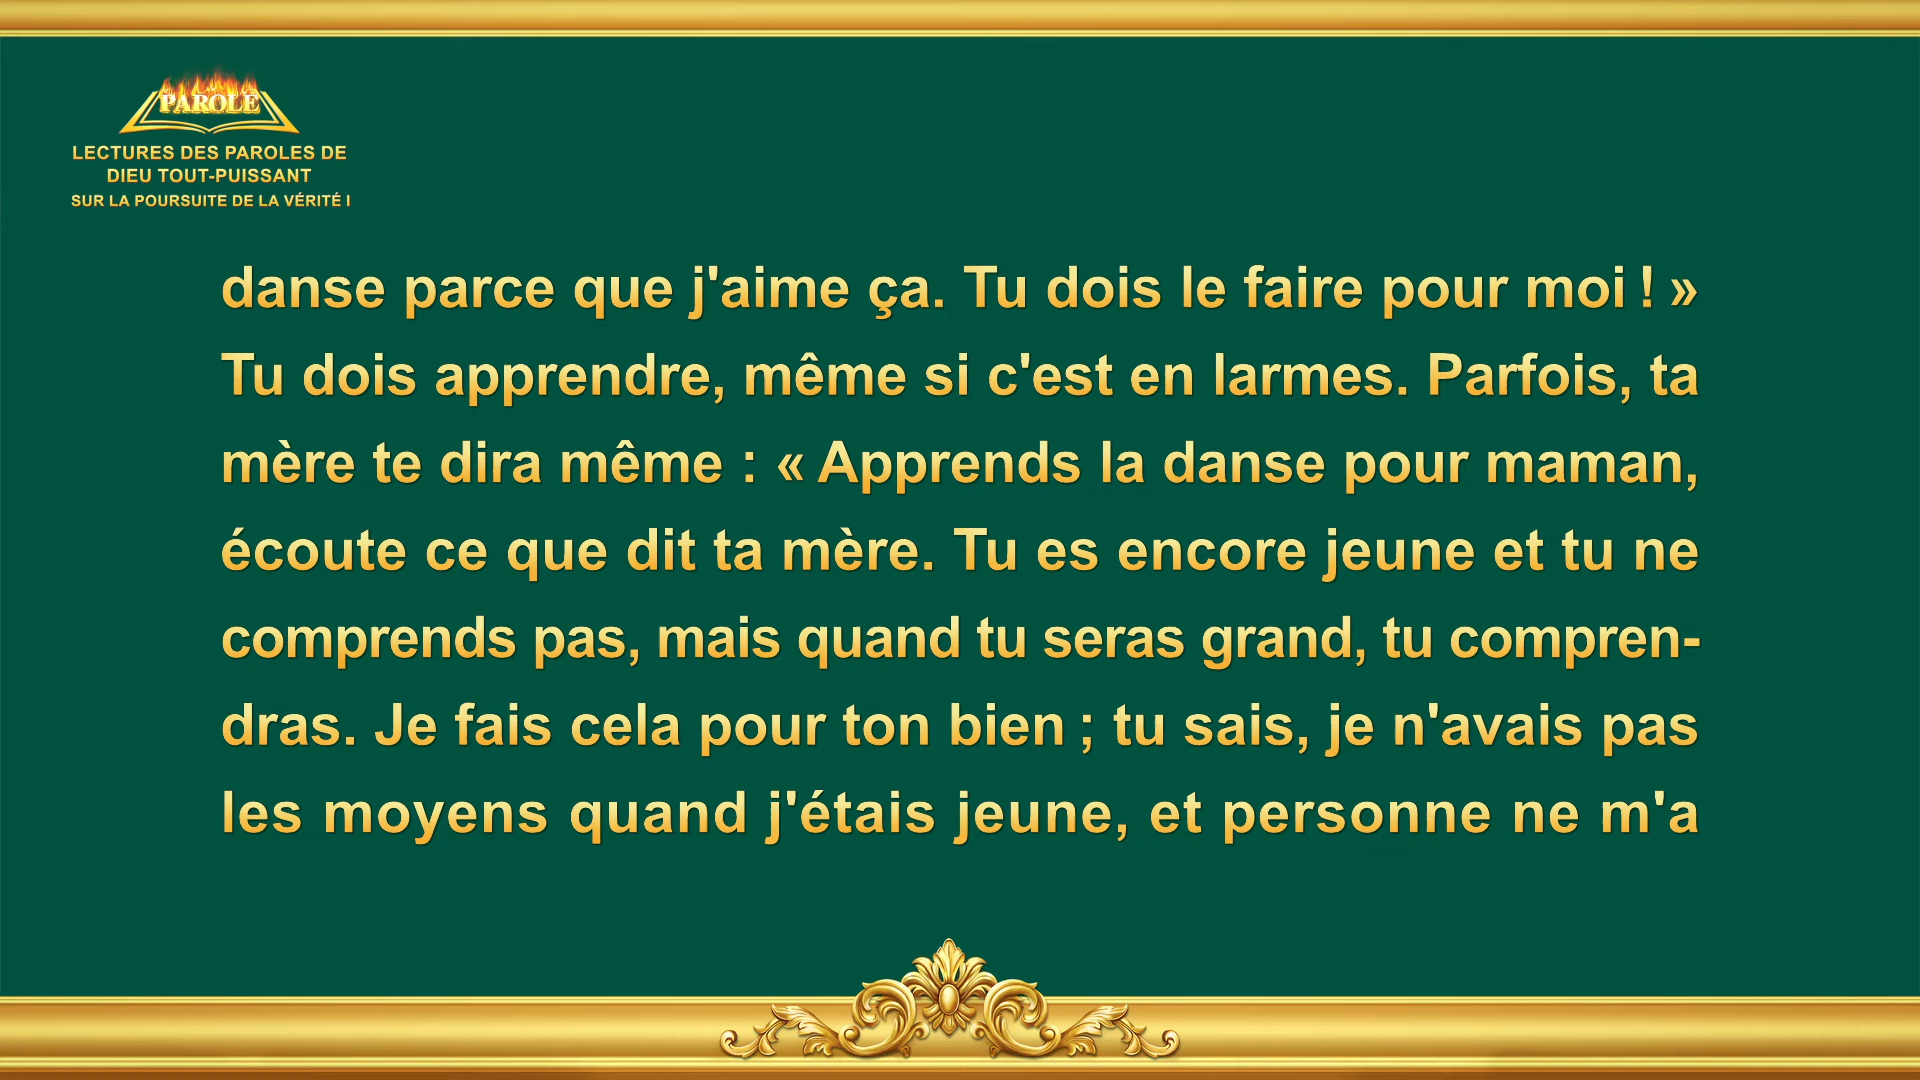 PAROLE
LECTURES DES PAROLES DE
DIEU TOUT-PUISSANT
SUR LA POURSUITE DE LA VÉRITÉ I
danse parce que j'aime ça. Tu dois le faire pour moi ! »
Tu dois apprendre, même si c'est en larmes. Parfois, ta
mère te dira même : « Apprends la danse pour maman,
écoute ce que dit ta mère. Tu es encore jeune et tu ne
comprends pas, mais quand tu seras grand, tu compren-
dras. Je fais cela pour ton bien ; tu sais, je n'avais pas
les moyens quand j'étais jeune, et personne ne m'a